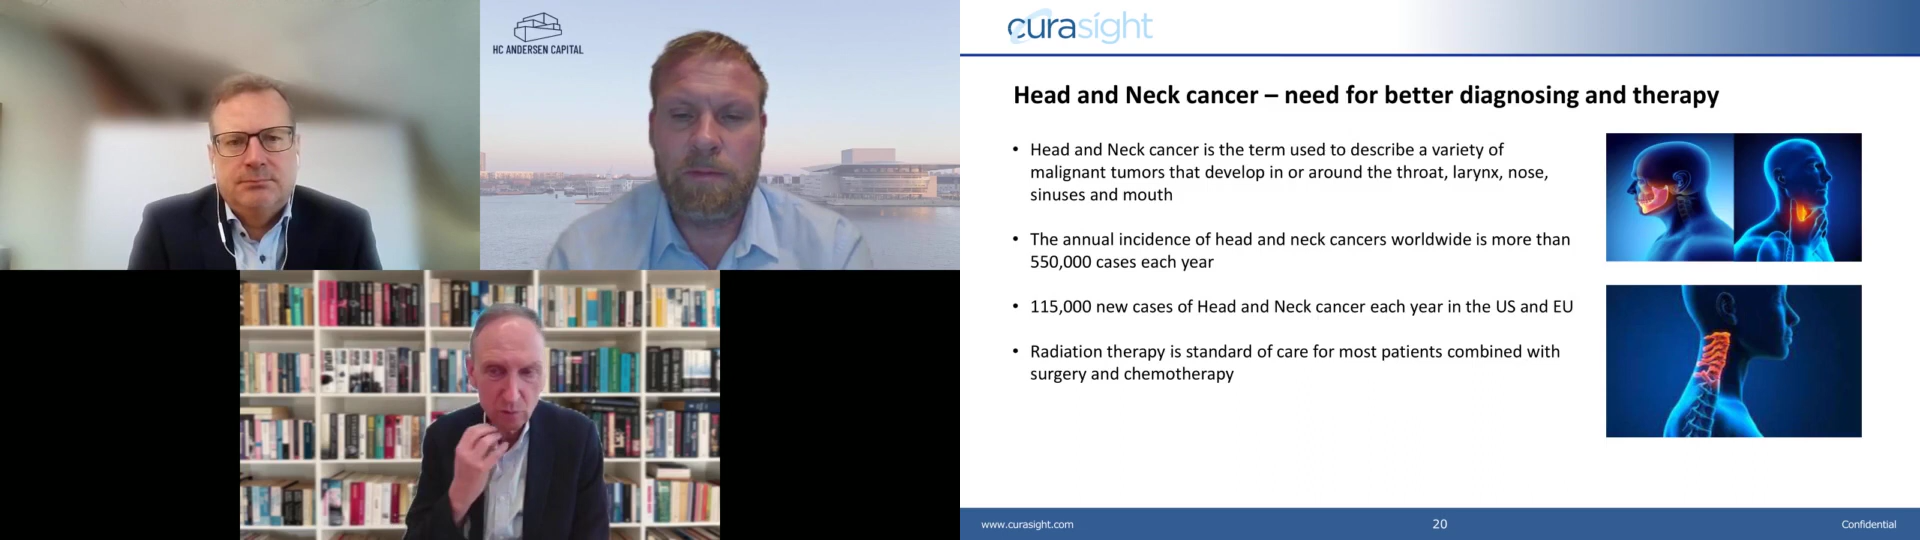 HC ANDERSEN CAPITAL
curasight
Head and Neck cancer – need for better diagnosing and therapy
• Head and Neck cancer is the term used to describe a variety of
malignant tumors that develop in or around the throat, larynx, nose,
sinuses and mouth
• The annual incidence of head and neck cancers worldwide is more than
550,000 cases each year
• 115,000 new cases of Head and Neck cancer each year in the US and EU
• Radiation therapy is standard of care for most patients combined with
surgery and chemotherapy
www.curasight.com
20
Confidential